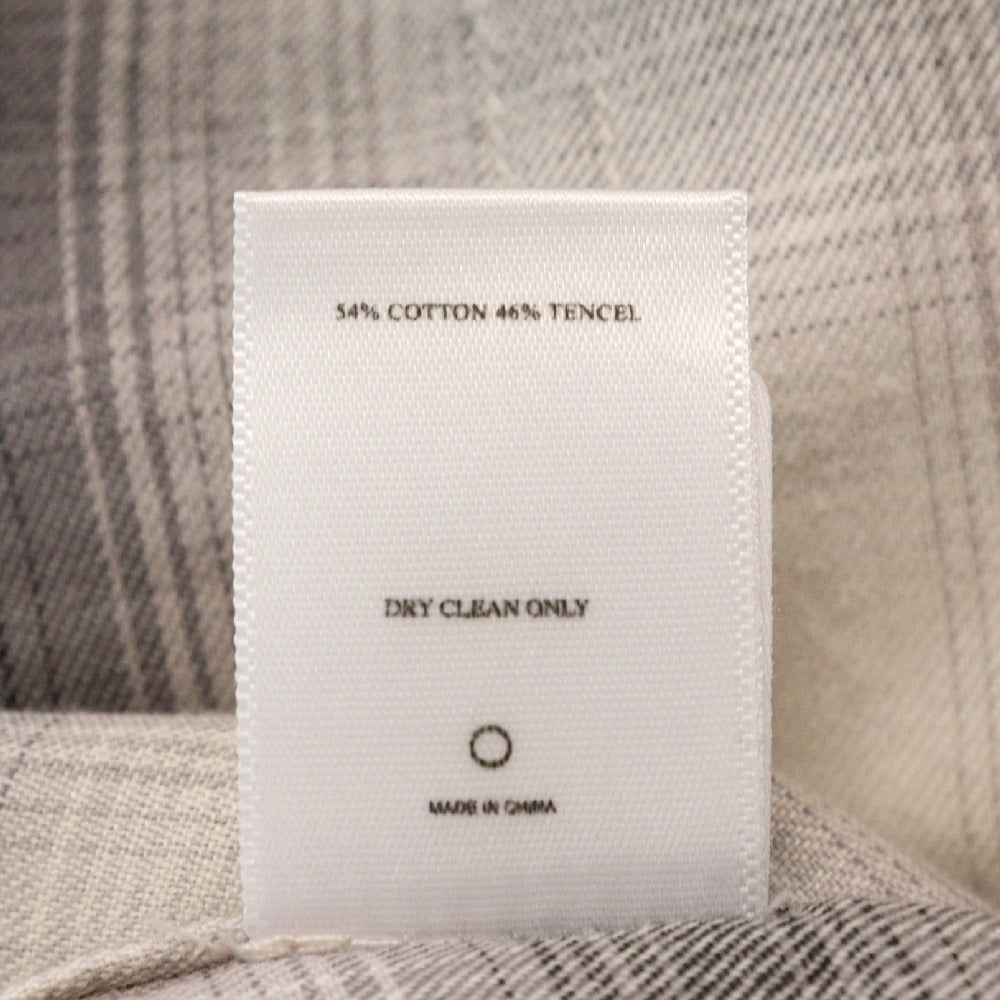 54% COTTON 46% TENCEL
DRY CLEAN ONLY
MADE IN CHINA